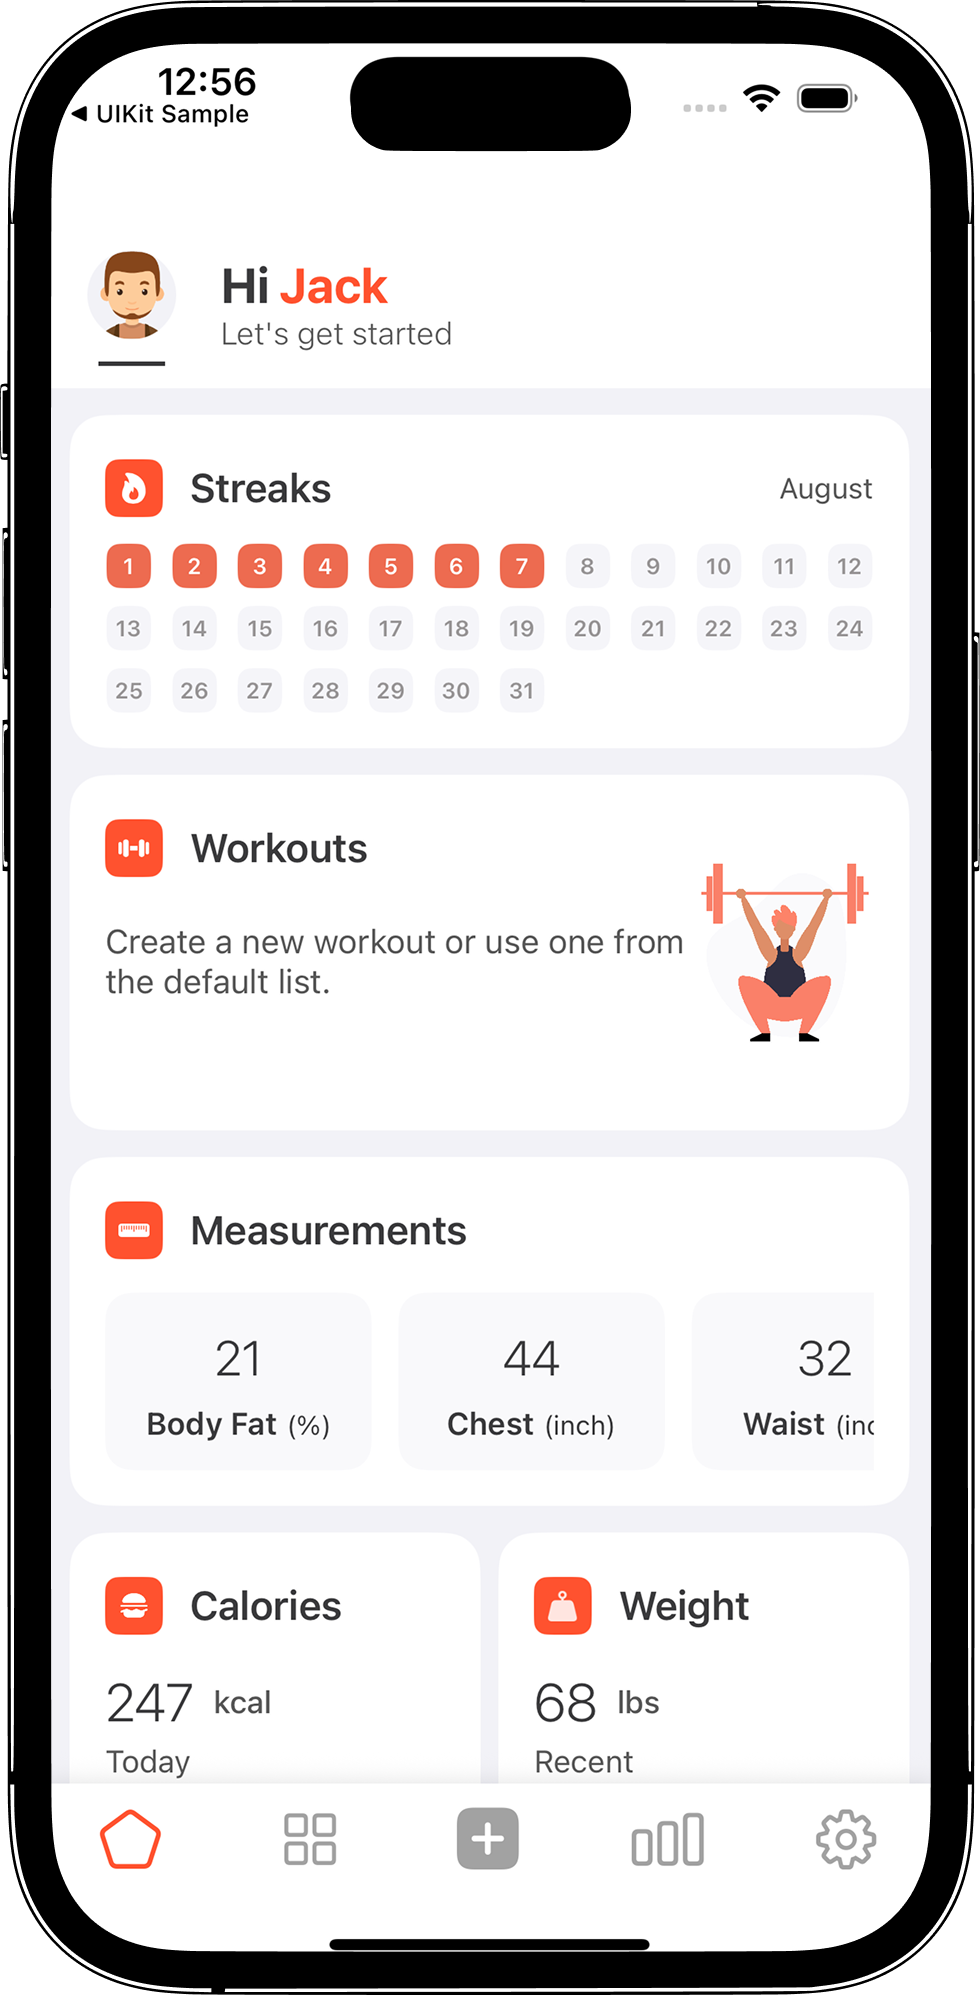 12:56
◀ UIKit Sample
Hi Jack
Let's get started
Streaks
August
1 2 3 4 5 6 7 8 9 10 11 12
13 14 15 16 17 18 19 20 21 22 23 24
25 26 27 28 29 30 31
Workouts
Create a new workout or use one from
the default list.
Measurements
21
Body Fat (%)
44
Chest (inch)
32
Waist (inc
Calories
247 kcal
Today
Weight
68 lbs
Recent